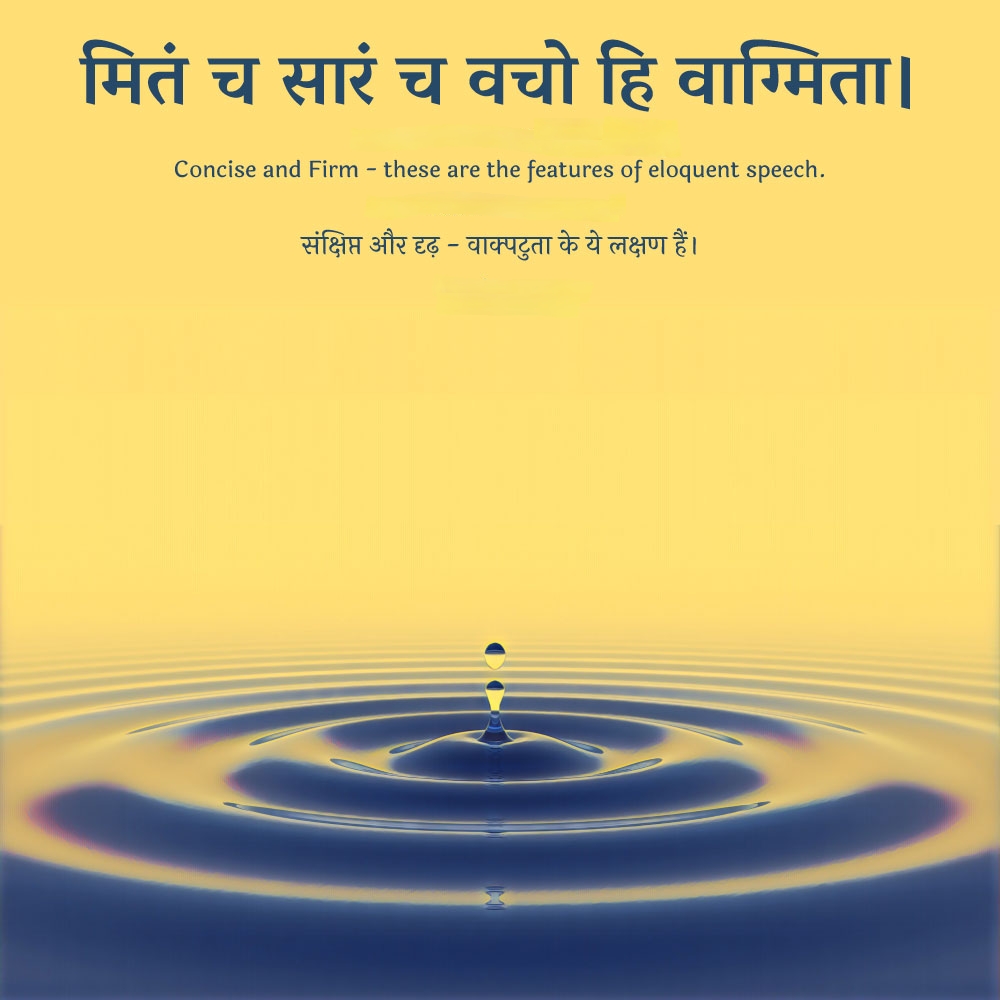 मितं च सारं च वचो हि वाग्मिता।
Concise and Firm - these are the features of eloquent speech.
संक्षिप्त और दृढ़ - वाक्पटुता के ये लक्षण हैं।